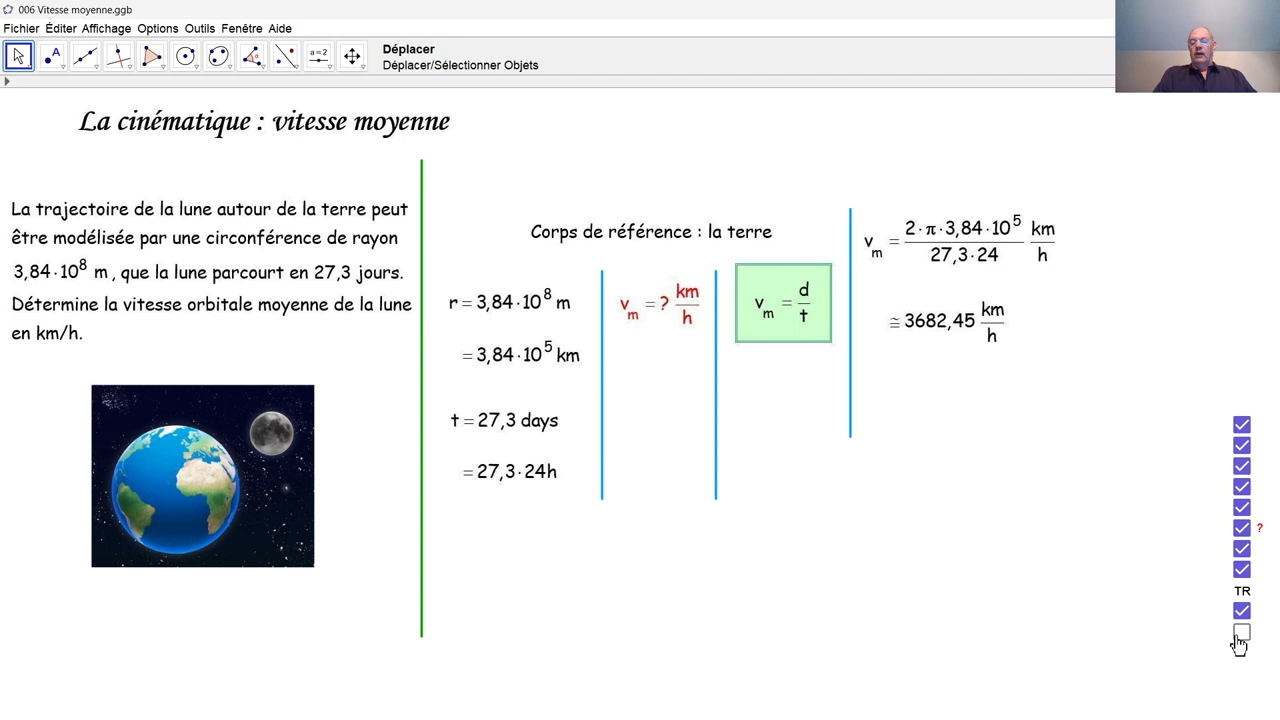 006 Vitesse moyenne.ggb
Fichier Éditer Affichage Options Outils Fenêtre Aide
A
a=2
Déplacer
Déplacer/Sélectionner Objets
La cinématique : vitesse moyenne
La trajectoire de la lune autour de la terre peut
être modélisée par une circonférence de rayon
3,84·10⁸ m, que la lune parcourt en 27,3 jours.
Détermine la vitesse orbitale moyenne de la lune
en km/h.
Corps de référence : la terre
r = 3,84·10⁸ m
= 3,84·10⁵ km
t = 27,3 days
= 27,3·24h
vₘ = ? km/h
vₘ = d/t
vₘ = 2·π·3,84·10⁵/27,3·24 km/h
≅ 3682,45 km/h
?
TR